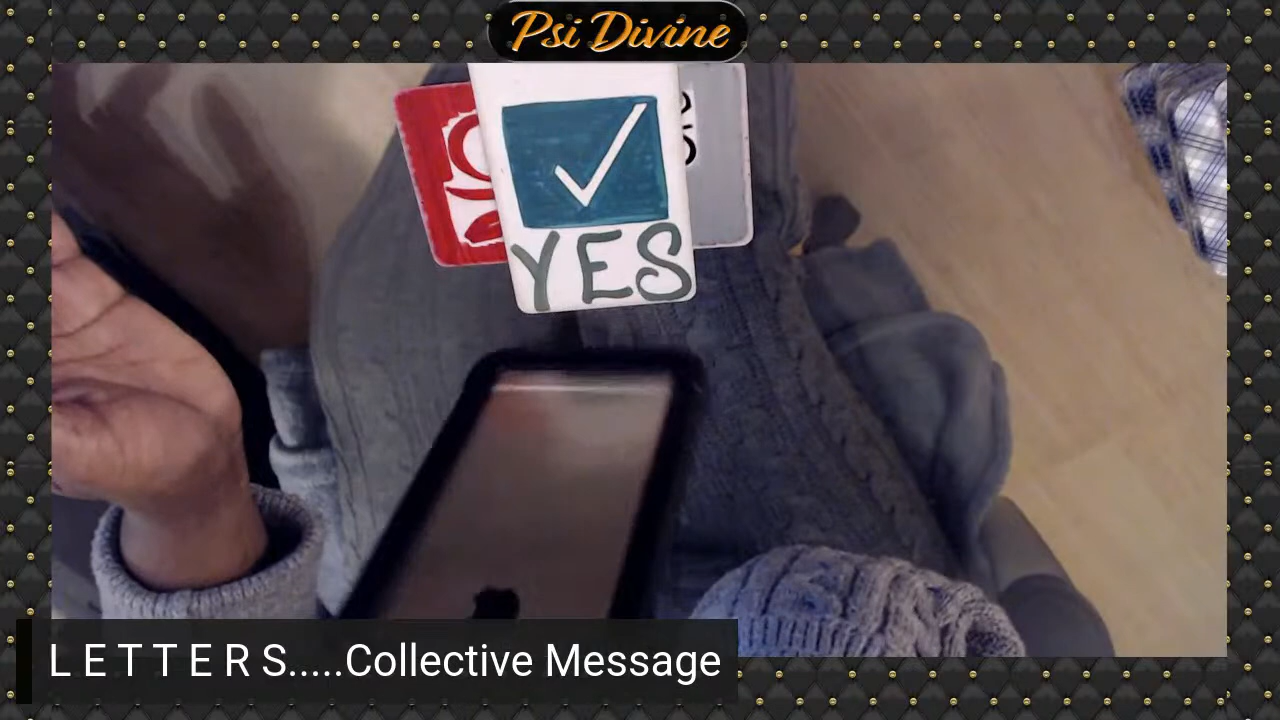 Psi Divine
YES
L E T T E R S.....Collective Message